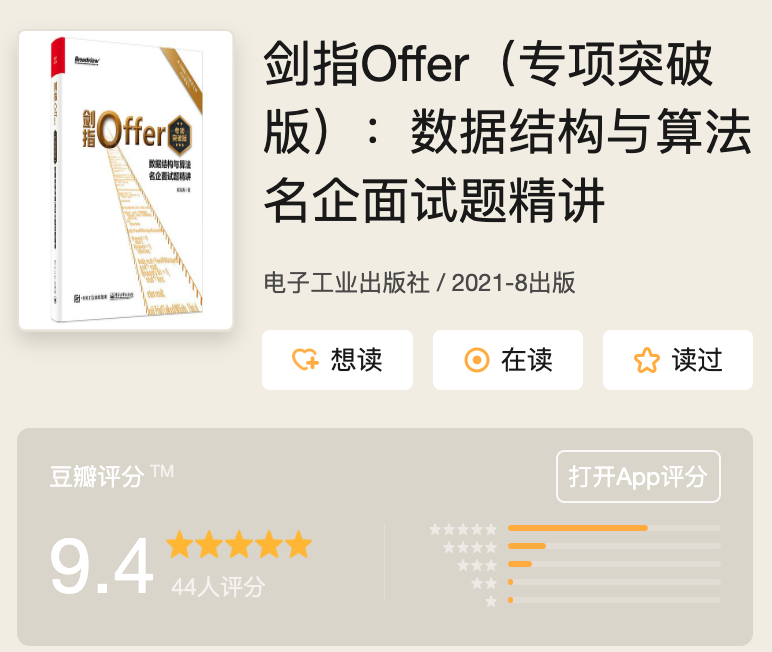 Broadview
剑指Offer
专项突破版
数据结构与算法
名企面试题精讲
剑指Offer（专项突破
版）：数据结构与算法
名企面试题精讲
电子工业出版社 / 2021-8出版
想读 在读 读过
豆瓣评分 TM 打开App评分
9.4
44人评分